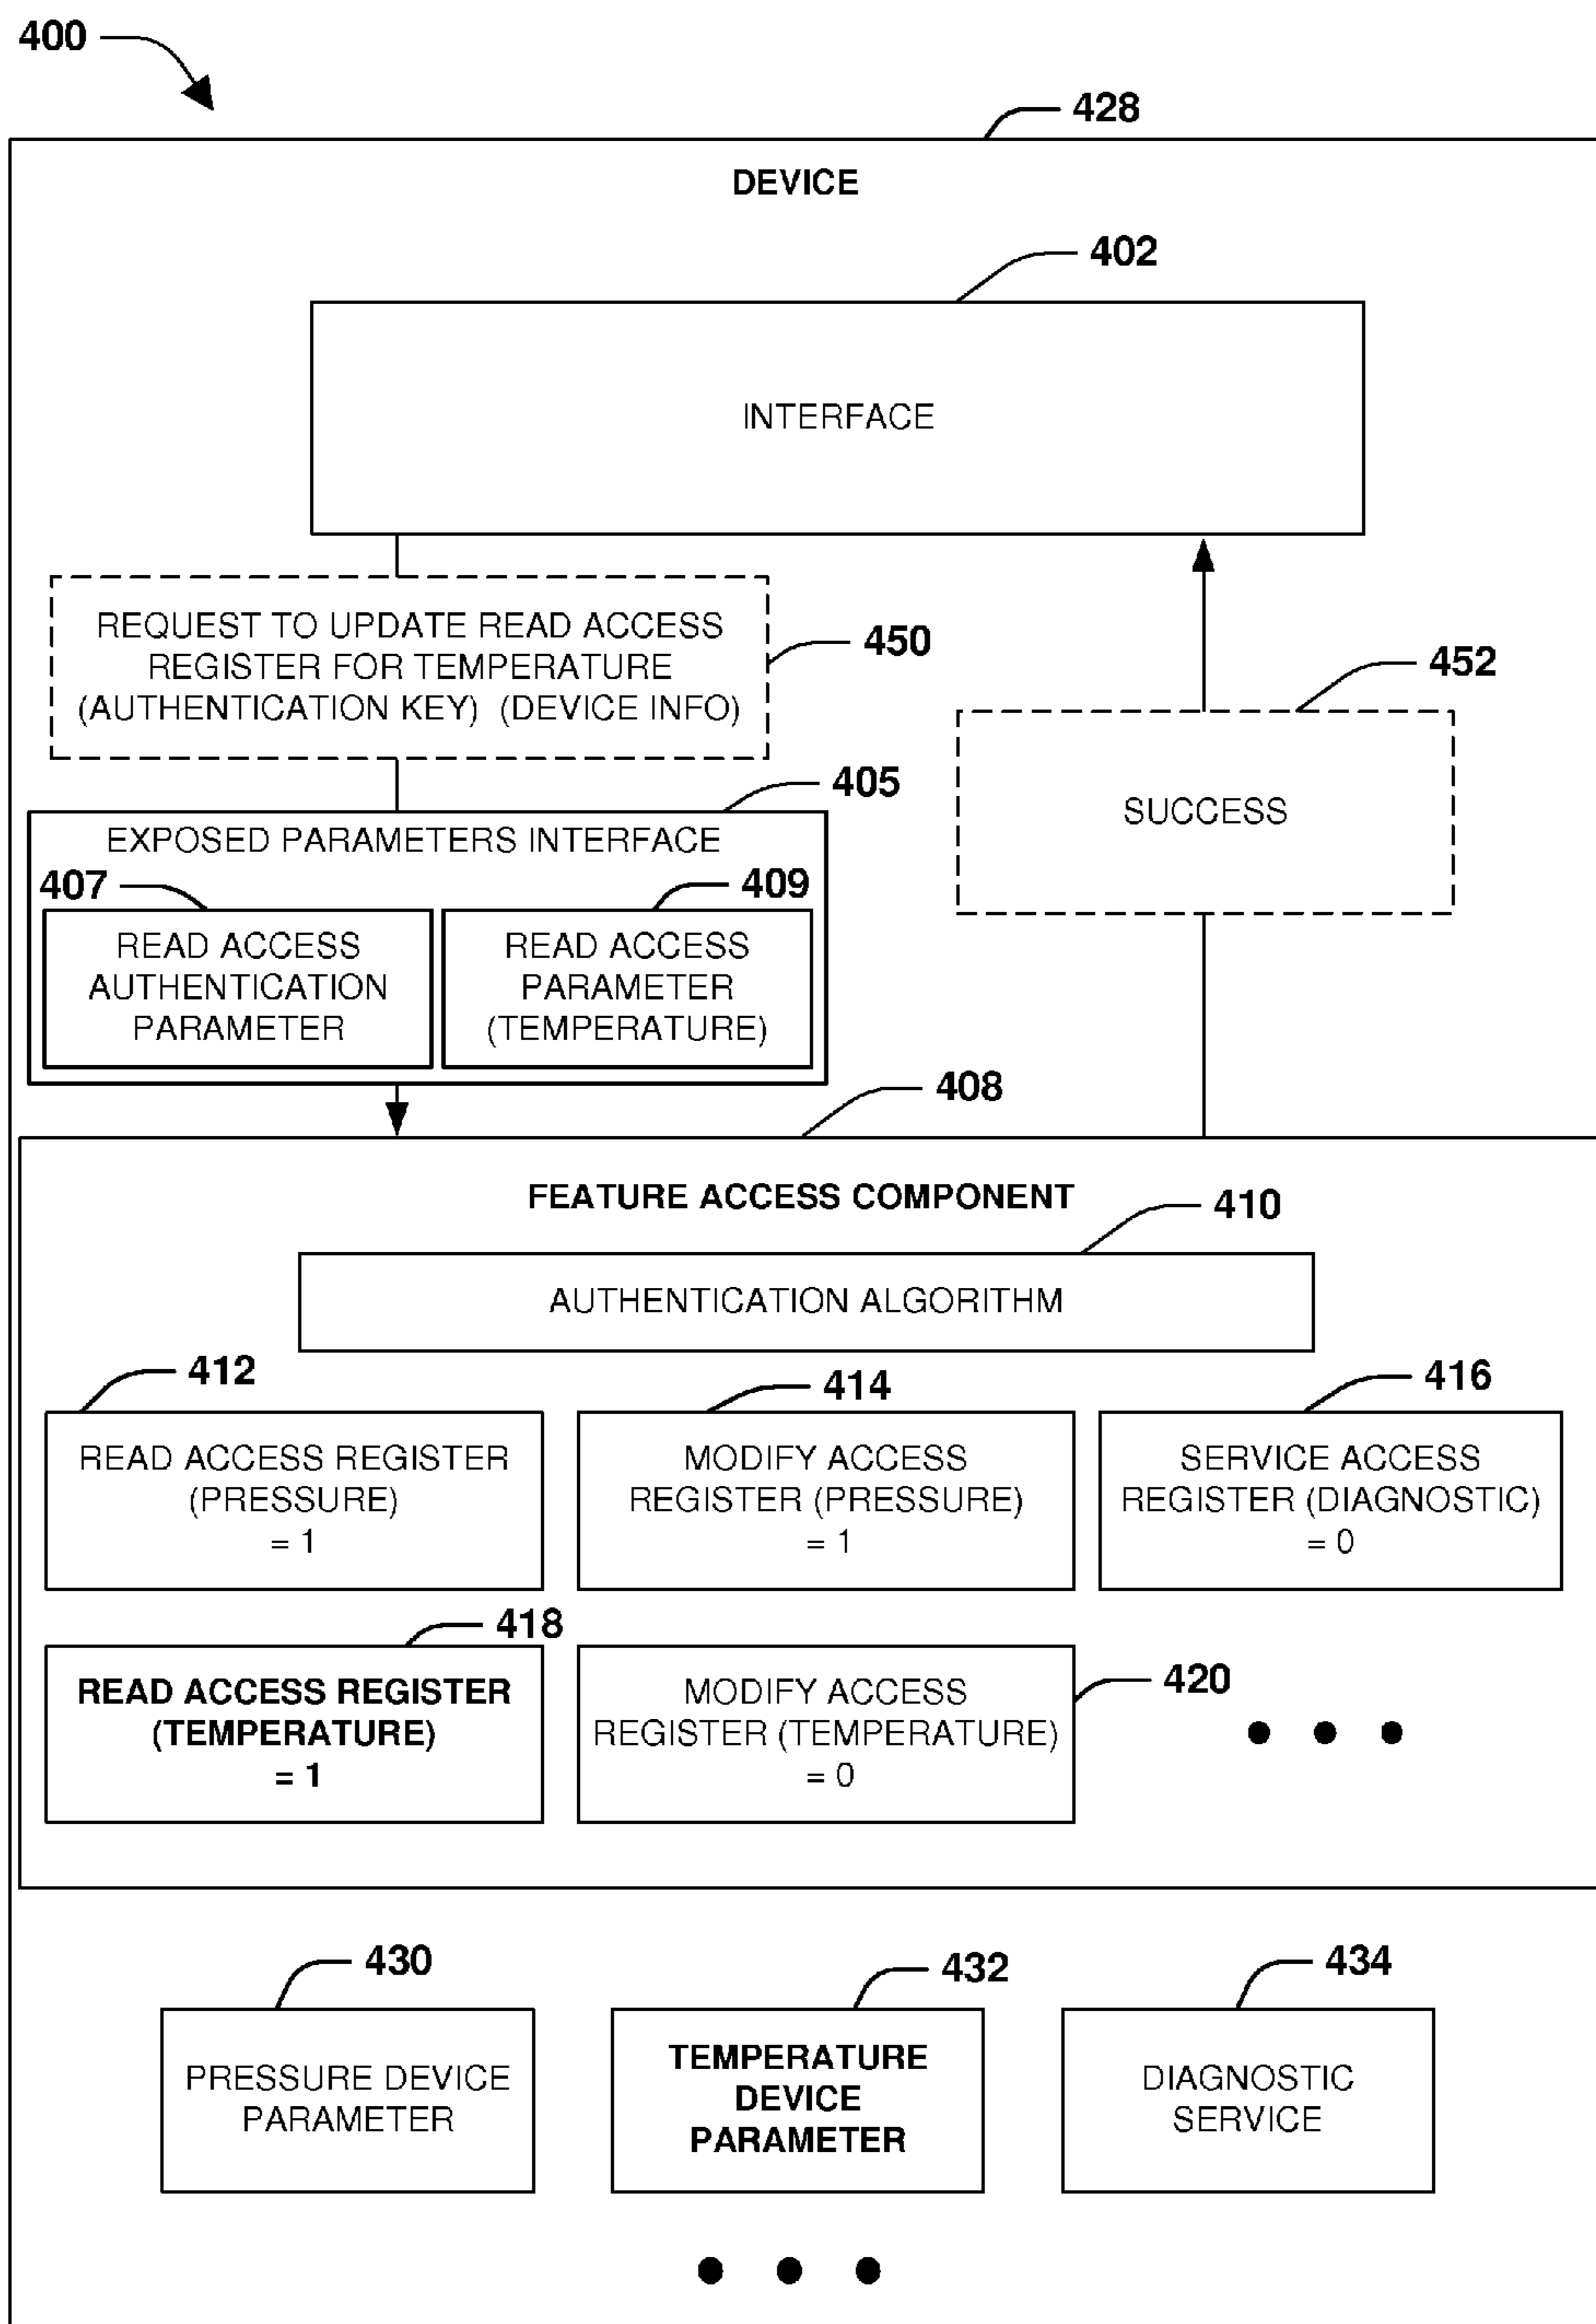 400
428
DEVICE
402
INTERFACE
REQUEST TO UPDATE READ ACCESS
REGISTER FOR TEMPERATURE
(AUTHENTICATION KEY) (DEVICE INFO)
450
452
SUCCESS
405
EXPOSED PARAMETERS INTERFACE
407
409
READ ACCESS
AUTHENTICATION
PARAMETER
READ ACCESS
PARAMETER
(TEMPERATURE)
408
FEATURE ACCESS COMPONENT
410
AUTHENTICATION ALGORITHM
412
414
416
READ ACCESS REGISTER
(PRESSURE)
= 1
MODIFY ACCESS
REGISTER (PRESSURE)
= 1
SERVICE ACCESS
REGISTER (DIAGNOSTIC)
= 0
418
READ ACCESS REGISTER
(TEMPERATURE)
= 1
420
MODIFY ACCESS
REGISTER (TEMPERATURE)
= 0
430
432
434
PRESSURE DEVICE
PARAMETER
TEMPERATURE
DEVICE
PARAMETER
DIAGNOSTIC
SERVICE